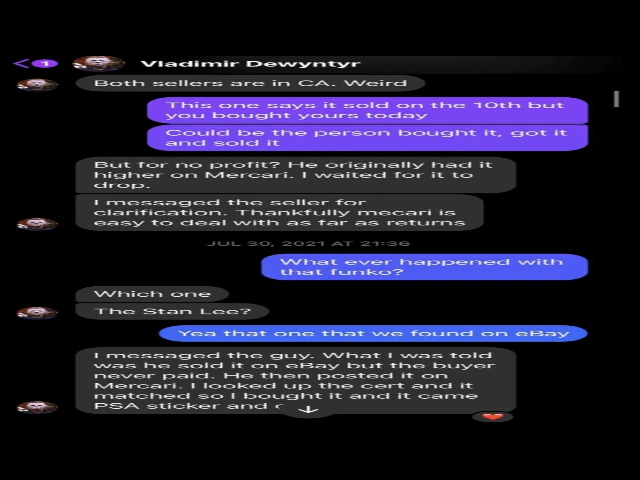 1
Vladimir Dewyntyr
Both sellers are in CA. Weird
This one says it sold on the 10th but
you bought yours today
Could be the person bought it, got it
and sold it
But for no profit? He originally had it
higher on Mercari. I waited for it to
drop.
I messaged the seller for
clarification. Thankfully mecari is
easy to deal with as far as returns
JUL 30, 2021 AT 21:36
What ever happened with
that funko?
Which one
The Stan Lee?
Yea that one that we found on eBay
I messaged the guy. What I was told
was he sold it on eBay but the buyer
never paid. He then posted it on
Mercari. I looked up the cert and it
matched so I bought it and it came
PSA sticker and